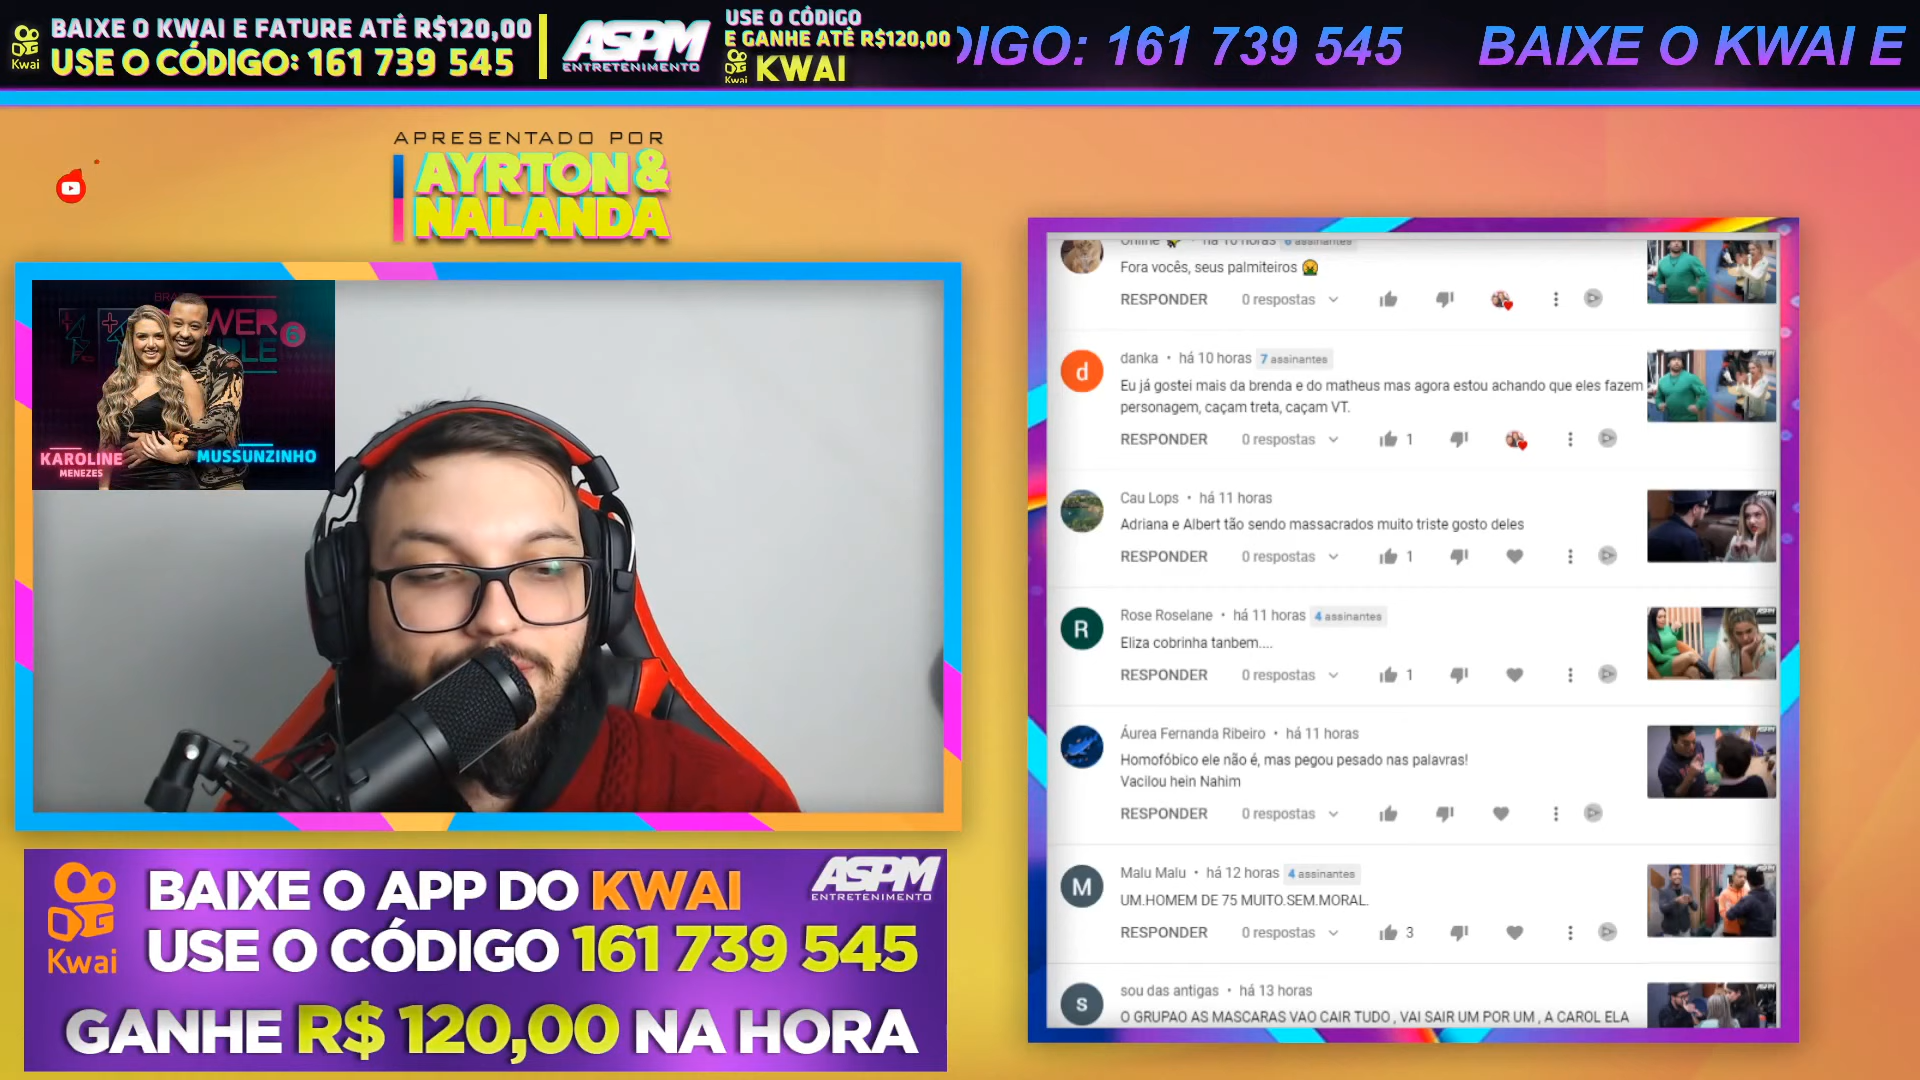 BAIXE O KWAI E FATURE ATÉ R$120,00
USE O CÓDIGO: 161 739 545
Kwai
ASPM
ENTRETENIMENTO
USE O CÓDIGO
E GANHE ATÉ R$120,00
Kwai KWAI
DIGO: 161 739 545 BAIXE O KWAI E
APRESENTADO POR
AYRTON &
NALANDA
KAROLINE
MENEZES
MUSSUNZINHO
6
BAIXE O APP DO KWAI
USE O CÓDIGO 161 739 545
GANHE R$ 120,00 NA HORA
Kwai
ASPM
ENTRETENIMENTO
Online • há 10 horas 6 assinantes
Fora vocês, seus palmiteiros
RESPONDER 0 respostas
d
danka • há 10 horas 7 assinantes
Eu já gostei mais da brenda e do matheus mas agora estou achando que eles fazem
personagem, caçam treta, caçam VT.
RESPONDER 0 respostas 1
Cau Lops • há 11 horas
Adriana e Albert tão sendo massacrados muito triste gosto deles
RESPONDER 0 respostas 1
R
Rose Roselane • há 11 horas 4 assinantes
Eliza cobrinha tanbem....
RESPONDER 0 respostas 1
Áurea Fernanda Ribeiro • há 11 horas
Homofóbico ele não é, mas pegou pesado nas palavras!
Vacilou hein Nahim
RESPONDER 0 respostas
M
Malu Malu • há 12 horas 4 assinantes
UM.HOMEM DE 75 MUITO.SEM.MORAL.
RESPONDER 0 respostas 3
s
sou das antigas • há 13 horas
O GRUPAO AS MASCARAS VAO CAIR TUDO , VAI SAIR UM POR UM , A CAROL ELA